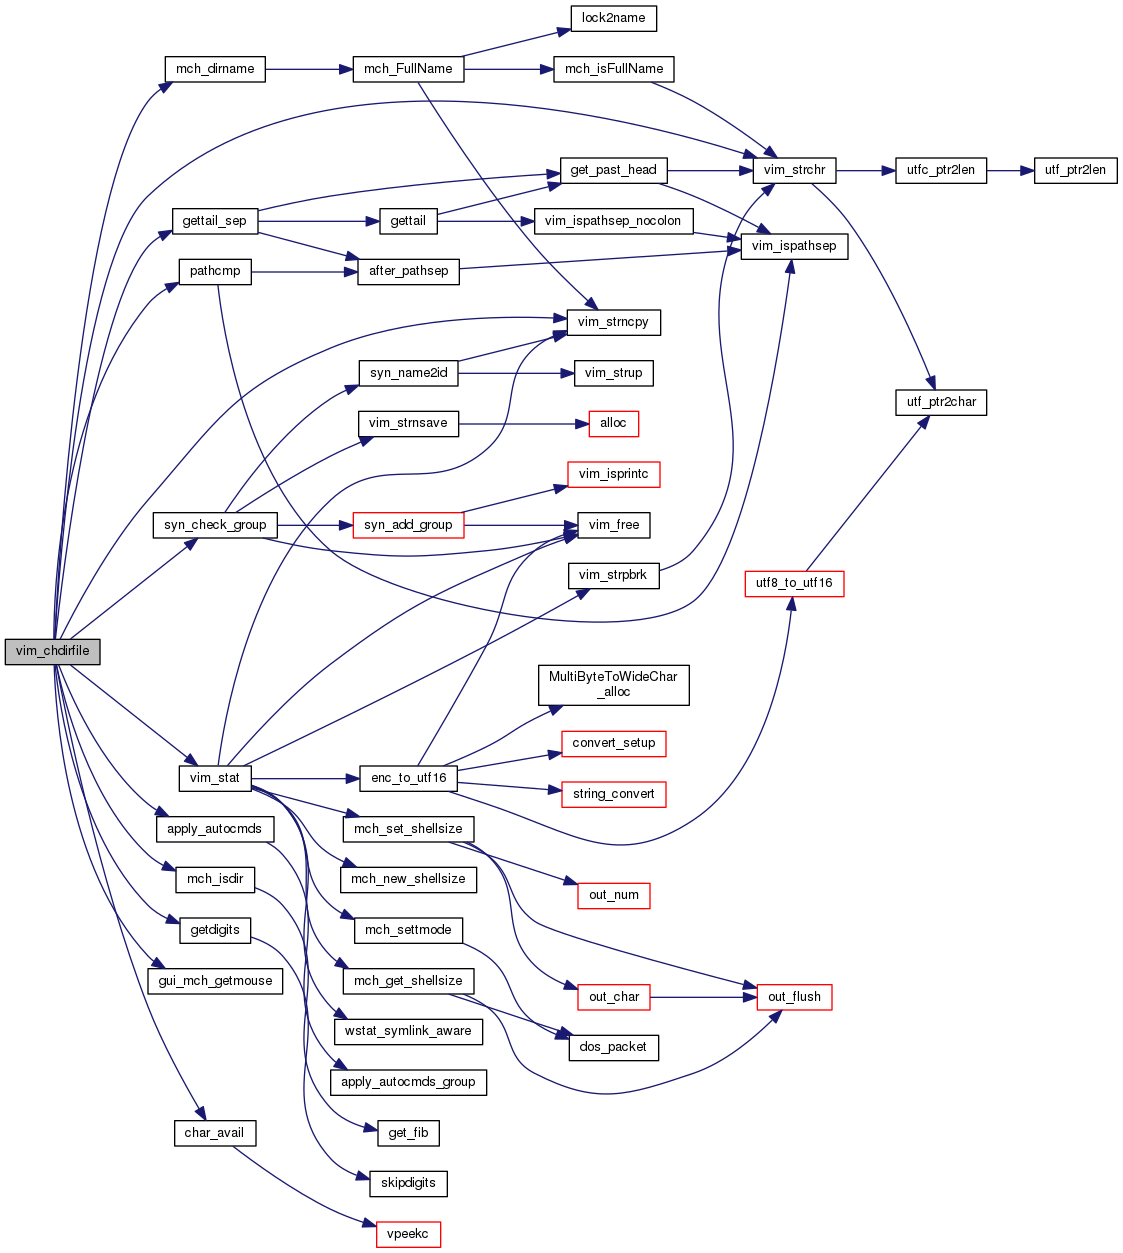 lock2name
mch_dirname
mch_FullName
mch_isFullName
get_past_head
vim_strchr
utfc_ptr2len
utf_ptr2len
gettail_sep
gettail
vim_ispathsep_nocolon
vim_ispathsep
pathcmp
after_pathsep
vim_strncpy
syn_name2id
vim_strup
utf_ptr2char
vim_strnsave
alloc
vim_isprintc
syn_check_group
syn_add_group
vim_free
vim_strpbrk
utf8_to_utf16
vim_chdirfile
MultiByteToWideChar
_alloc
convert_setup
vim_stat
enc_to_utf16
string_convert
apply_autocmds
mch_set_shellsize
mch_isdir
mch_new_shellsize
out_num
getdigits
mch_settmode
gui_mch_getmouse
mch_get_shellsize
out_char
out_flush
wstat_symlink_aware
dos_packet
apply_autocmds_group
char_avail
get_fib
skipdigits
vpeekc